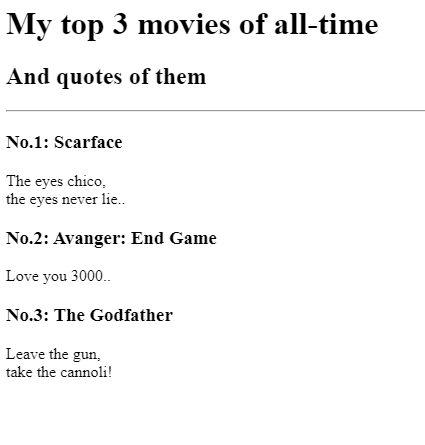 My top 3 movies of all-time
And quotes of them
No.1: Scarface
The eyes chico,
the eyes never lie..
No.2: Avanger: End Game
Love you 3000..
No.3: The Godfather
Leave the gun,
take the cannoli!